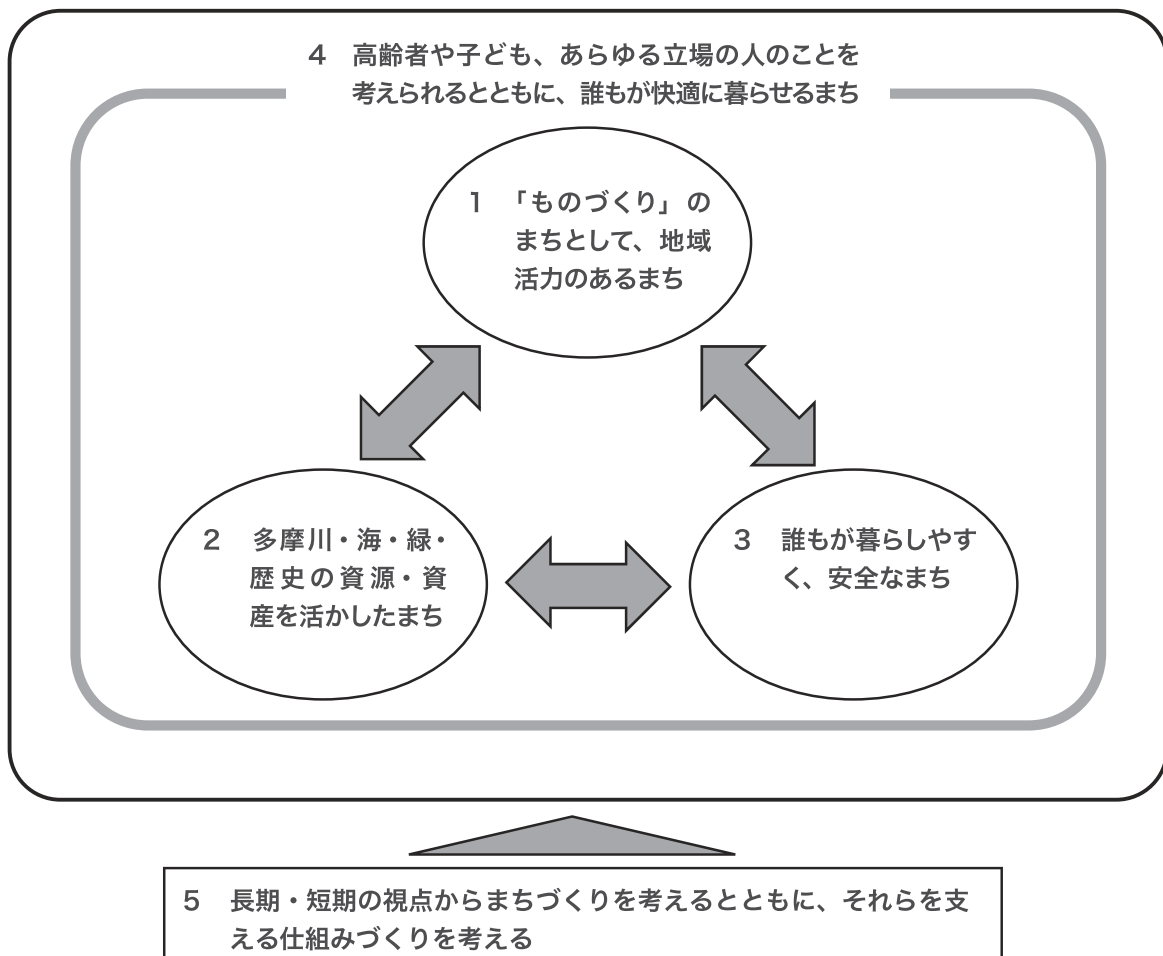 4 高齢者や子ども、あらゆる立場の人のことを
考えられるとともに、誰もが快適に暮らせるまち
1 「ものづくり」の
まちとして、地域
活力のあるまち
2 多摩川・海・緑・
歴史の資源・資
産を活かしたまち
3 誰もが暮らしやす
く、安全なまち
5 長期・短期の視点からまちづくりを考えるとともに、それらを支
える仕組みづくりを考える